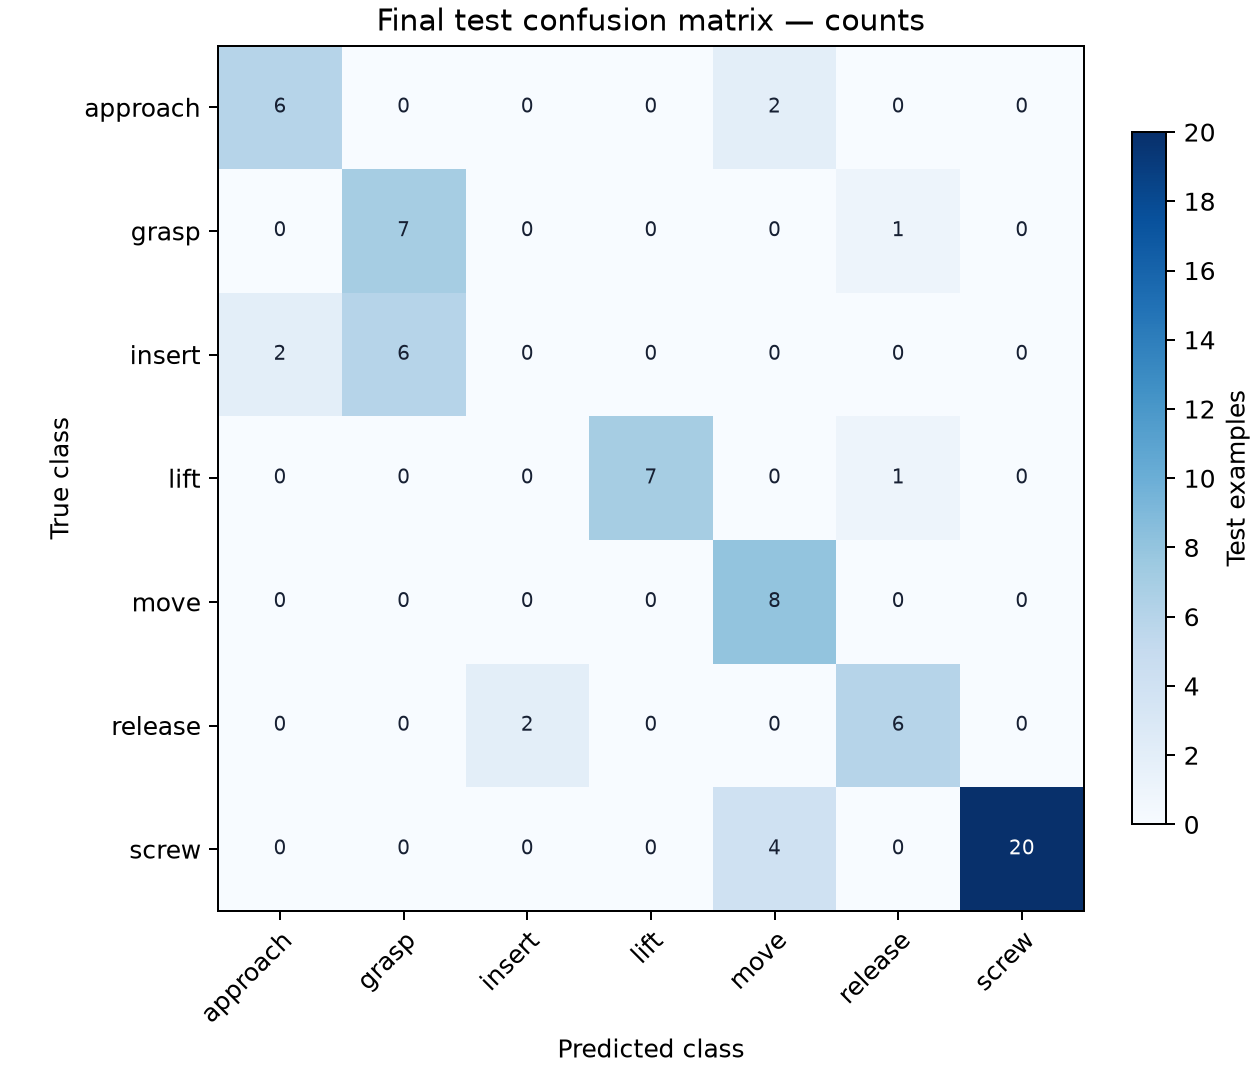 Final test confusion matrix — counts
approach 6 0 0 0 2 0 0
grasp 0 7 0 0 0 1 0
insert 2 6 0 0 0 0 0
lift 0 0 0 7 0 1 0
move 0 0 0 0 8 0 0
release 0 0 2 0 0 6 0
screw 0 0 0 0 4 0 20
approach grasp insert lift move release screw
Predicted class
True class
20
18
16
14
12
10
8
6
4
2
0
Test examples